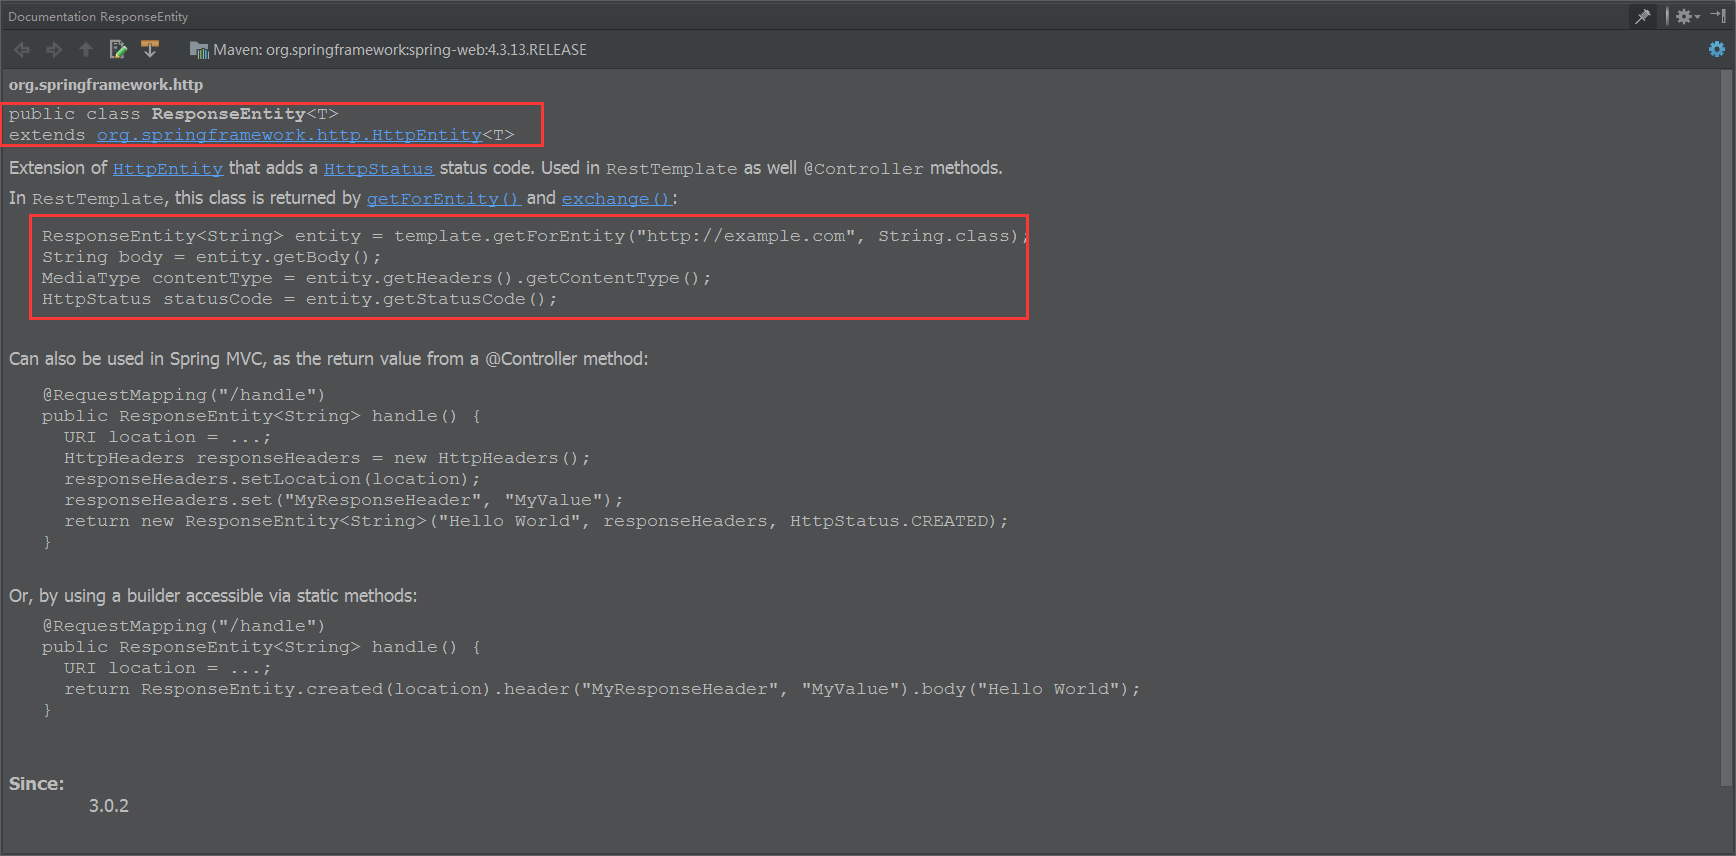 Documentation ResponseEntity
Maven: org.springframework:spring-web:4.3.13.RELEASE
org.springframework.http
public class ResponseEntity<T>
extends org.springframework.http.HttpEntity<T>
Extension of HttpEntity that adds a HttpStatus status code. Used in RestTemplate as well @Controller methods.
In RestTemplate, this class is returned by getForEntity() and exchange():
ResponseEntity<String> entity = template.getForEntity("http://example.com", String.class);
String body = entity.getBody();
MediaType contentType = entity.getHeaders().getContentType();
HttpStatus statusCode = entity.getStatusCode();
Can also be used in Spring MVC, as the return value from a @Controller method:
@RequestMapping("/handle")
public ResponseEntity<String> handle() {
URI location = ...;
HttpHeaders responseHeaders = new HttpHeaders();
responseHeaders.setLocation(location);
responseHeaders.set("MyResponseHeader", "MyValue");
return new ResponseEntity<String>("Hello World", responseHeaders, HttpStatus.CREATED);
}
Or, by using a builder accessible via static methods:
@RequestMapping("/handle")
public ResponseEntity<String> handle() {
URI location = ...;
return ResponseEntity.created(location).header("MyResponseHeader", "MyValue").body("Hello World");
}
Since:
3.0.2